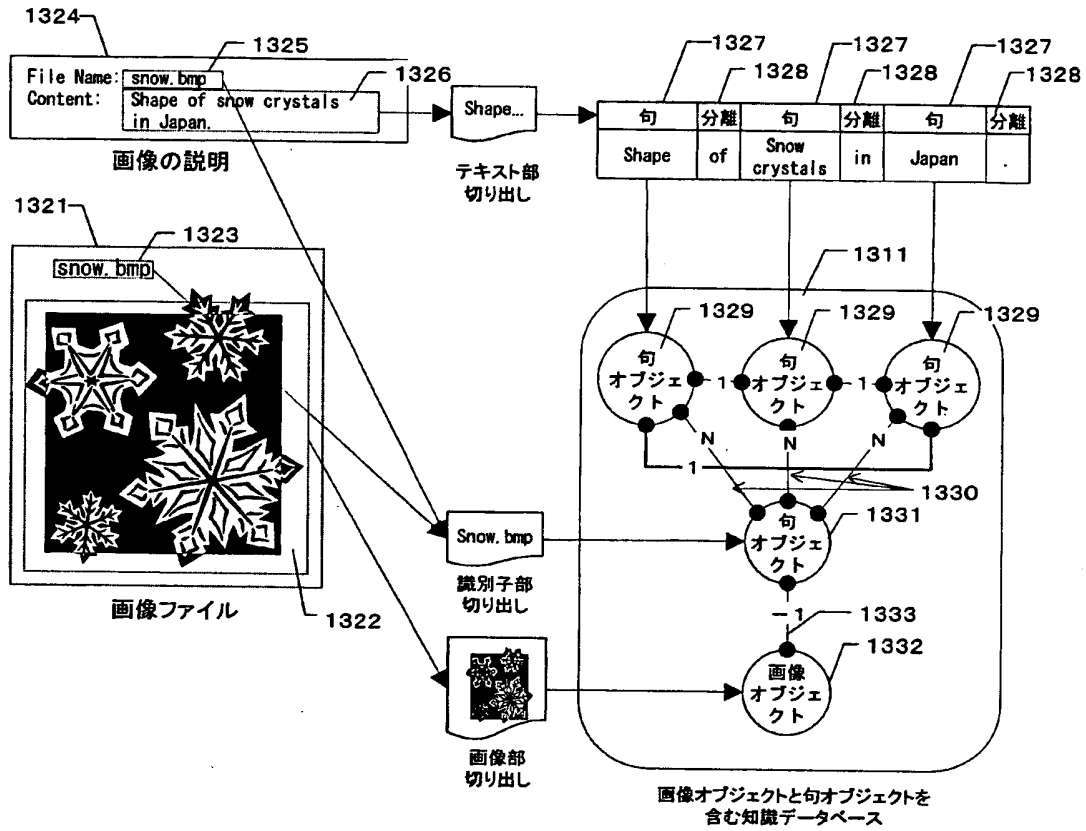 1324
1325
File Name: snow.bmp
1326
Content: Shape of snow crystals
in Japan.
画像の説明
Shape...
テキスト部
切り出し
1327 1327 1327
1328 1328 1328
句 分離 句 分離 句 分離
Shape of Snow crystals in Japan .
1321
1323
snow.bmp
1322
画像ファイル
1311
1329 1329 1329
句
オブジェ
クト
句
オブジェ
クト
句
オブジェ
クト
1 1
N N N
1
1330
1331
Snow.bmp
識別子部
切り出し
句
オブジェ
クト
-1
1333
1332
画像
オブジェ
クト
画像部
切り出し
画像オブジェクトと句オブジェクトを
含む知識データベース